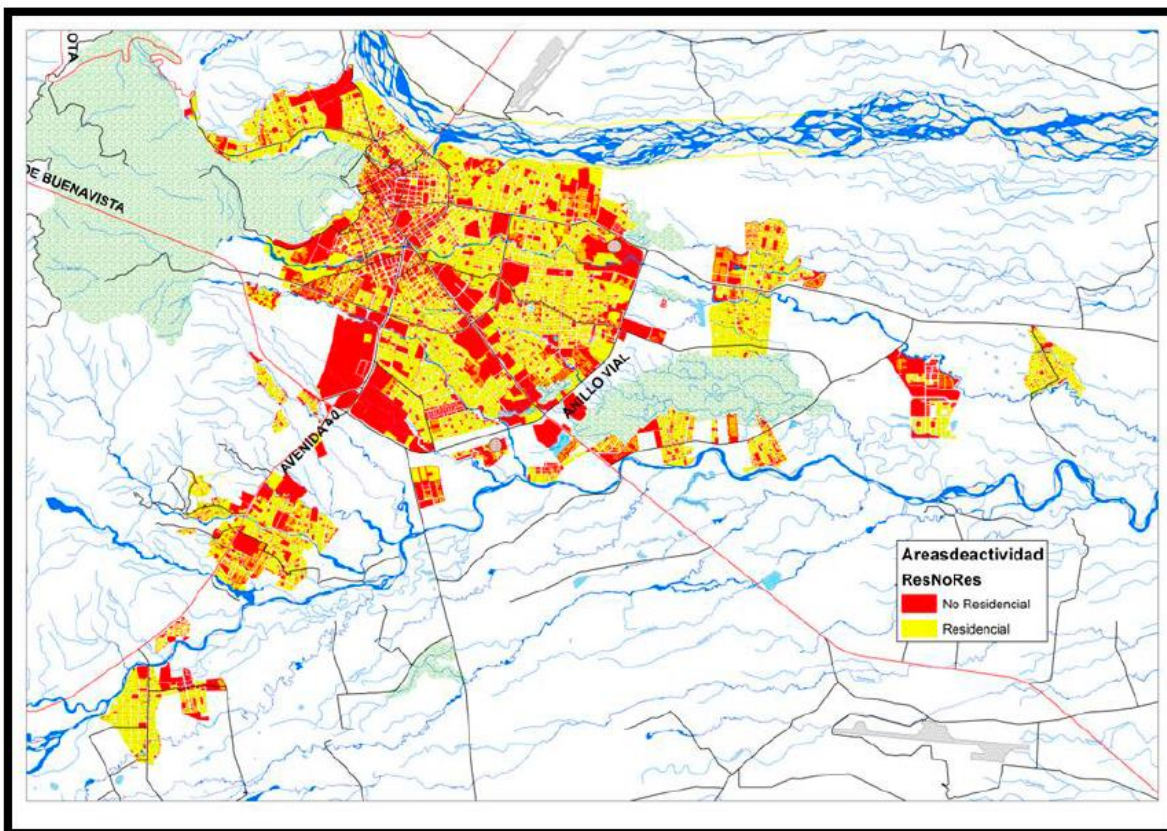 OTA
DE BUENAVISTA
ANILLO VIAL
AVENIDA 40
Areasdeactividad
ResNoRes
No Residencial
Residencial